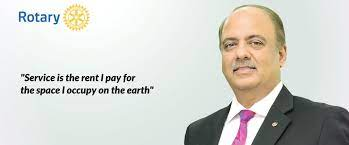 Rotary
"Service is the rent I pay for
the space I occupy on the earth"